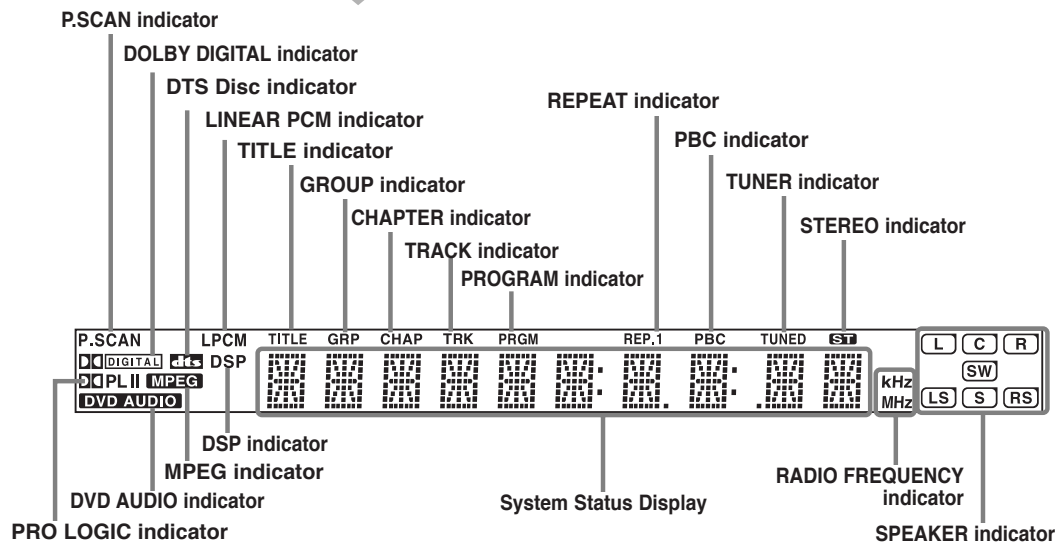 P.SCAN indicator
DOLBY DIGITAL indicator
DTS Disc indicator
LINEAR PCM indicator
TITLE indicator
GROUP indicator
CHAPTER indicator
TRACK indicator
PROGRAM indicator
REPEAT indicator
PBC indicator
TUNER indicator
STEREO indicator
P.SCAN LPCM TITLE GRP CHAP TRK PRGM REP.1 PBC TUNED ST
DIGITAL dts DSP
PL II MPEG
DVD AUDIO
kHz
MHz
L C R
SW
LS S RS
DSP indicator
MPEG indicator
DVD AUDIO indicator
PRO LOGIC indicator
System Status Display
RADIO FREQUENCY
indicator
SPEAKER indicator